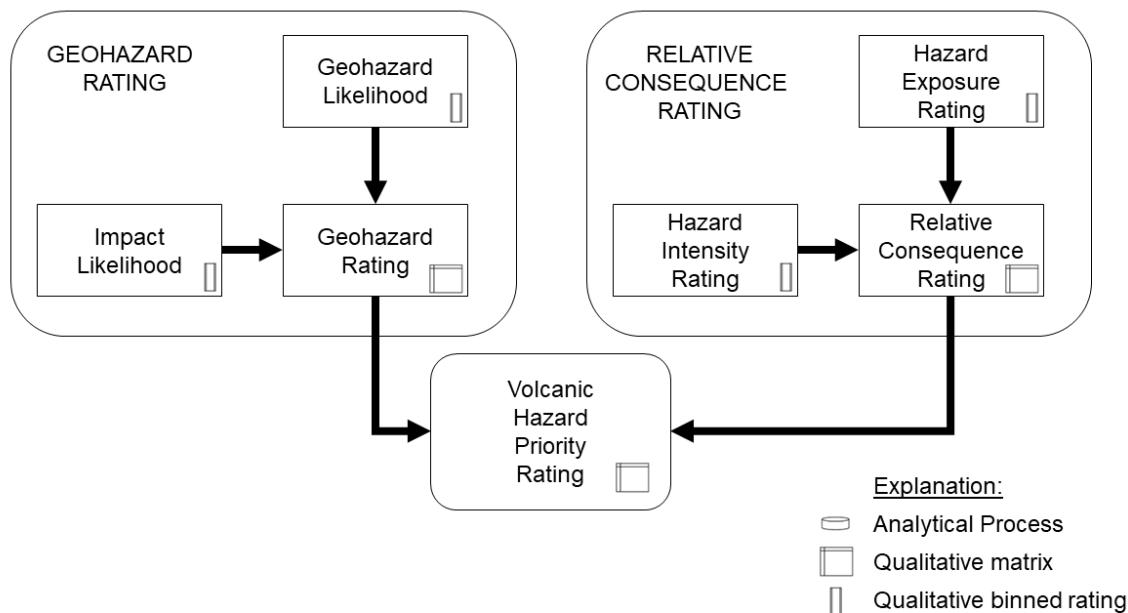 GEOHAZARD
RATING
Geohazard
Likelihood
Impact
Likelihood
Geohazard
Rating
RELATIVE
CONSEQUENCE
RATING
Hazard
Exposure
Rating
Hazard
Intensity
Rating
Relative
Consequence
Rating
Volcanic
Hazard
Priority
Rating
Explanation:
Analytical Process
Qualitative matrix
Qualitative binned rating